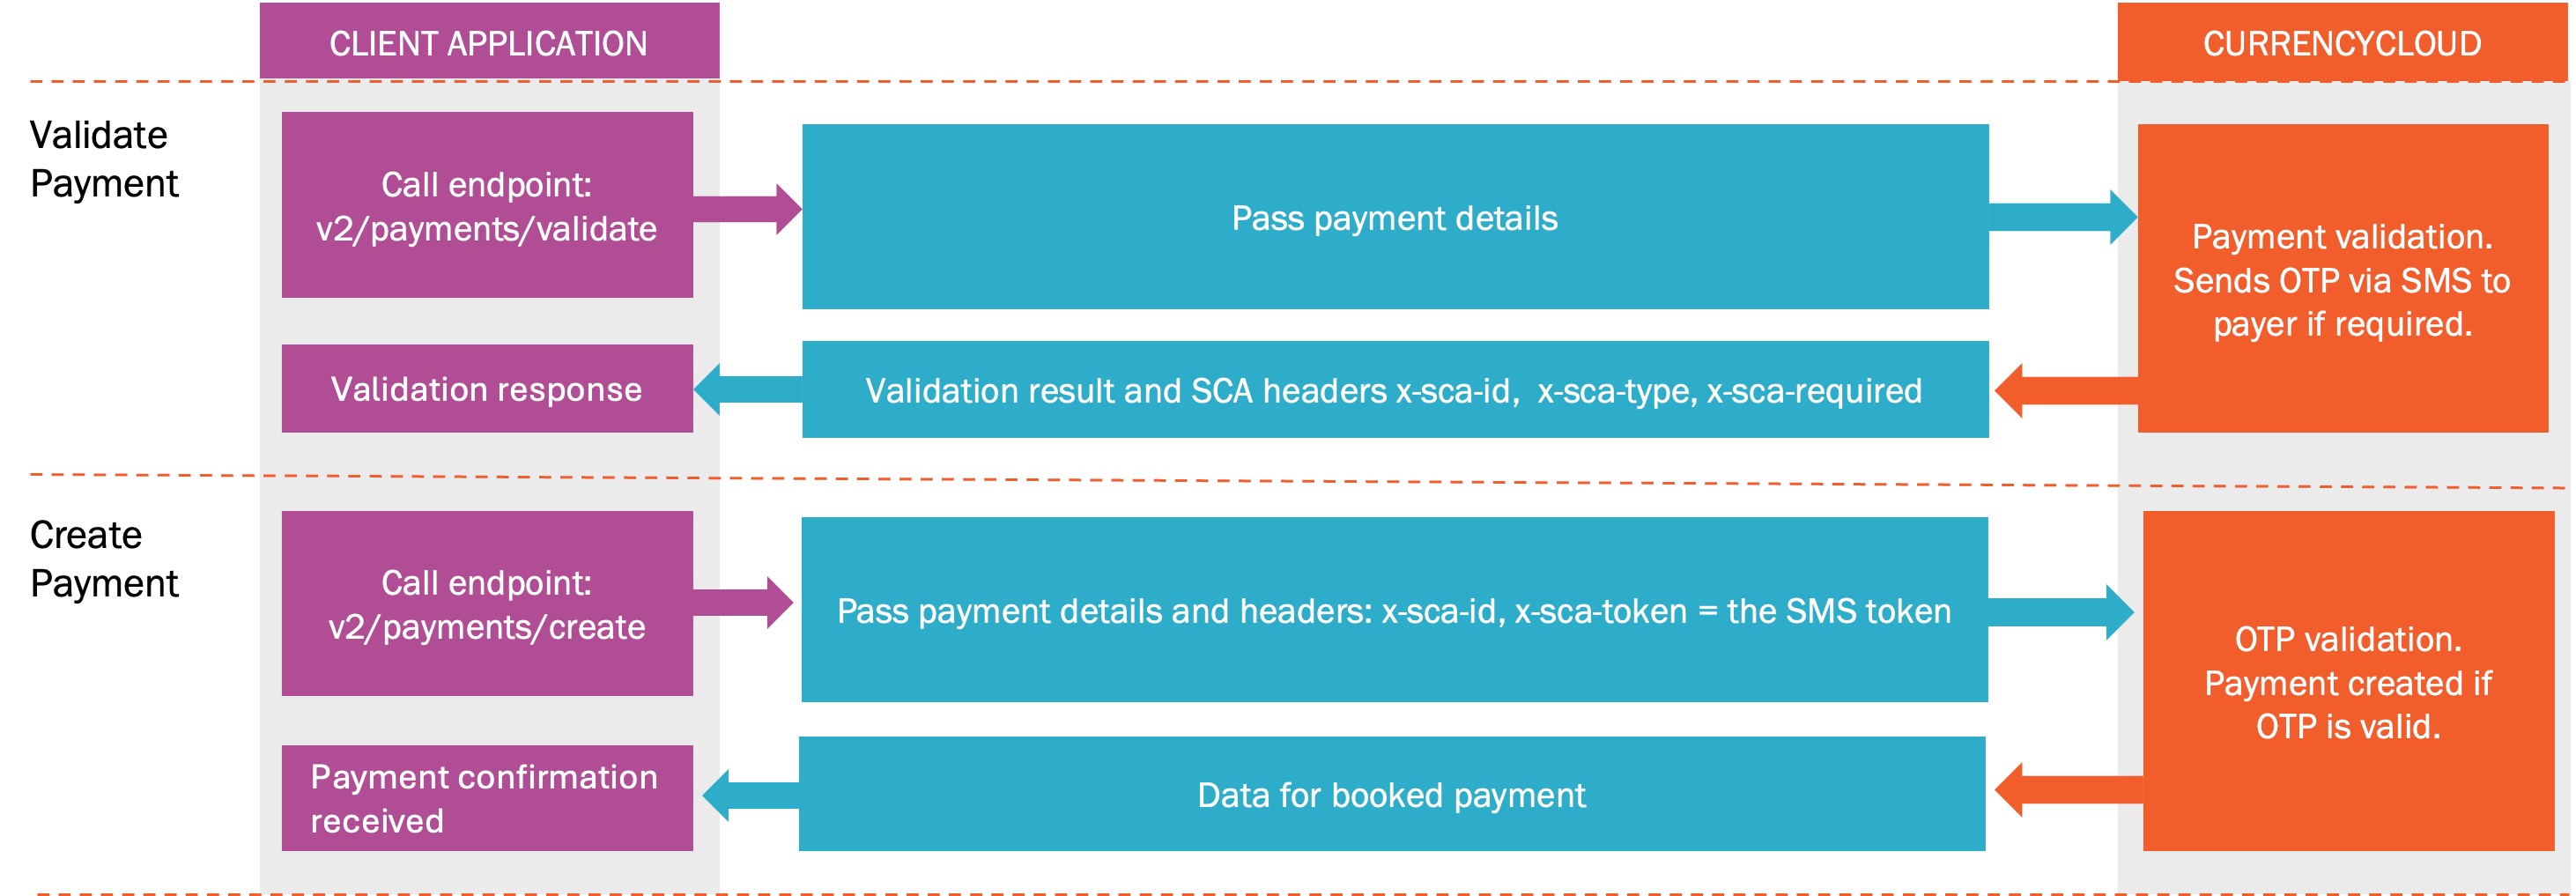 CLIENT APPLICATION
CURRENCYCLOUD
Validate
Payment
Call endpoint:
v2/payments/validate
Pass payment details
Payment validation.
Sends OTP via SMS to
payer if required.
Validation response
Validation result and SCA headers x-sca-id,  x-sca-type, x-sca-required
Create
Payment
Call endpoint:
v2/payments/create
Pass payment details and headers: x-sca-id, x-sca-token = the SMS token
OTP validation.
Payment created if
OTP is valid.
Payment confirmation
received
Data for booked payment